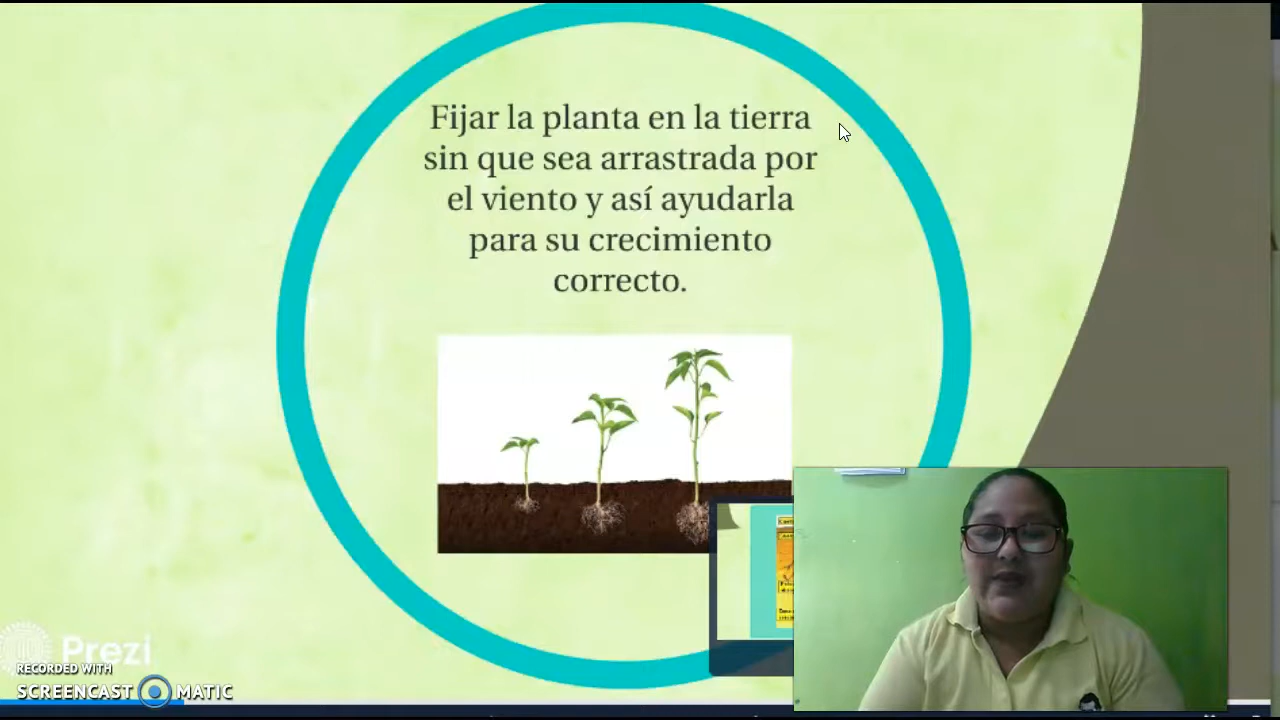 Fijar la planta en la tierra
sin que sea arrastrada por
el viento y así ayudarla
para su crecimiento
correcto.
Prezi
RECORDED WITH
SCREENCAST MATIC